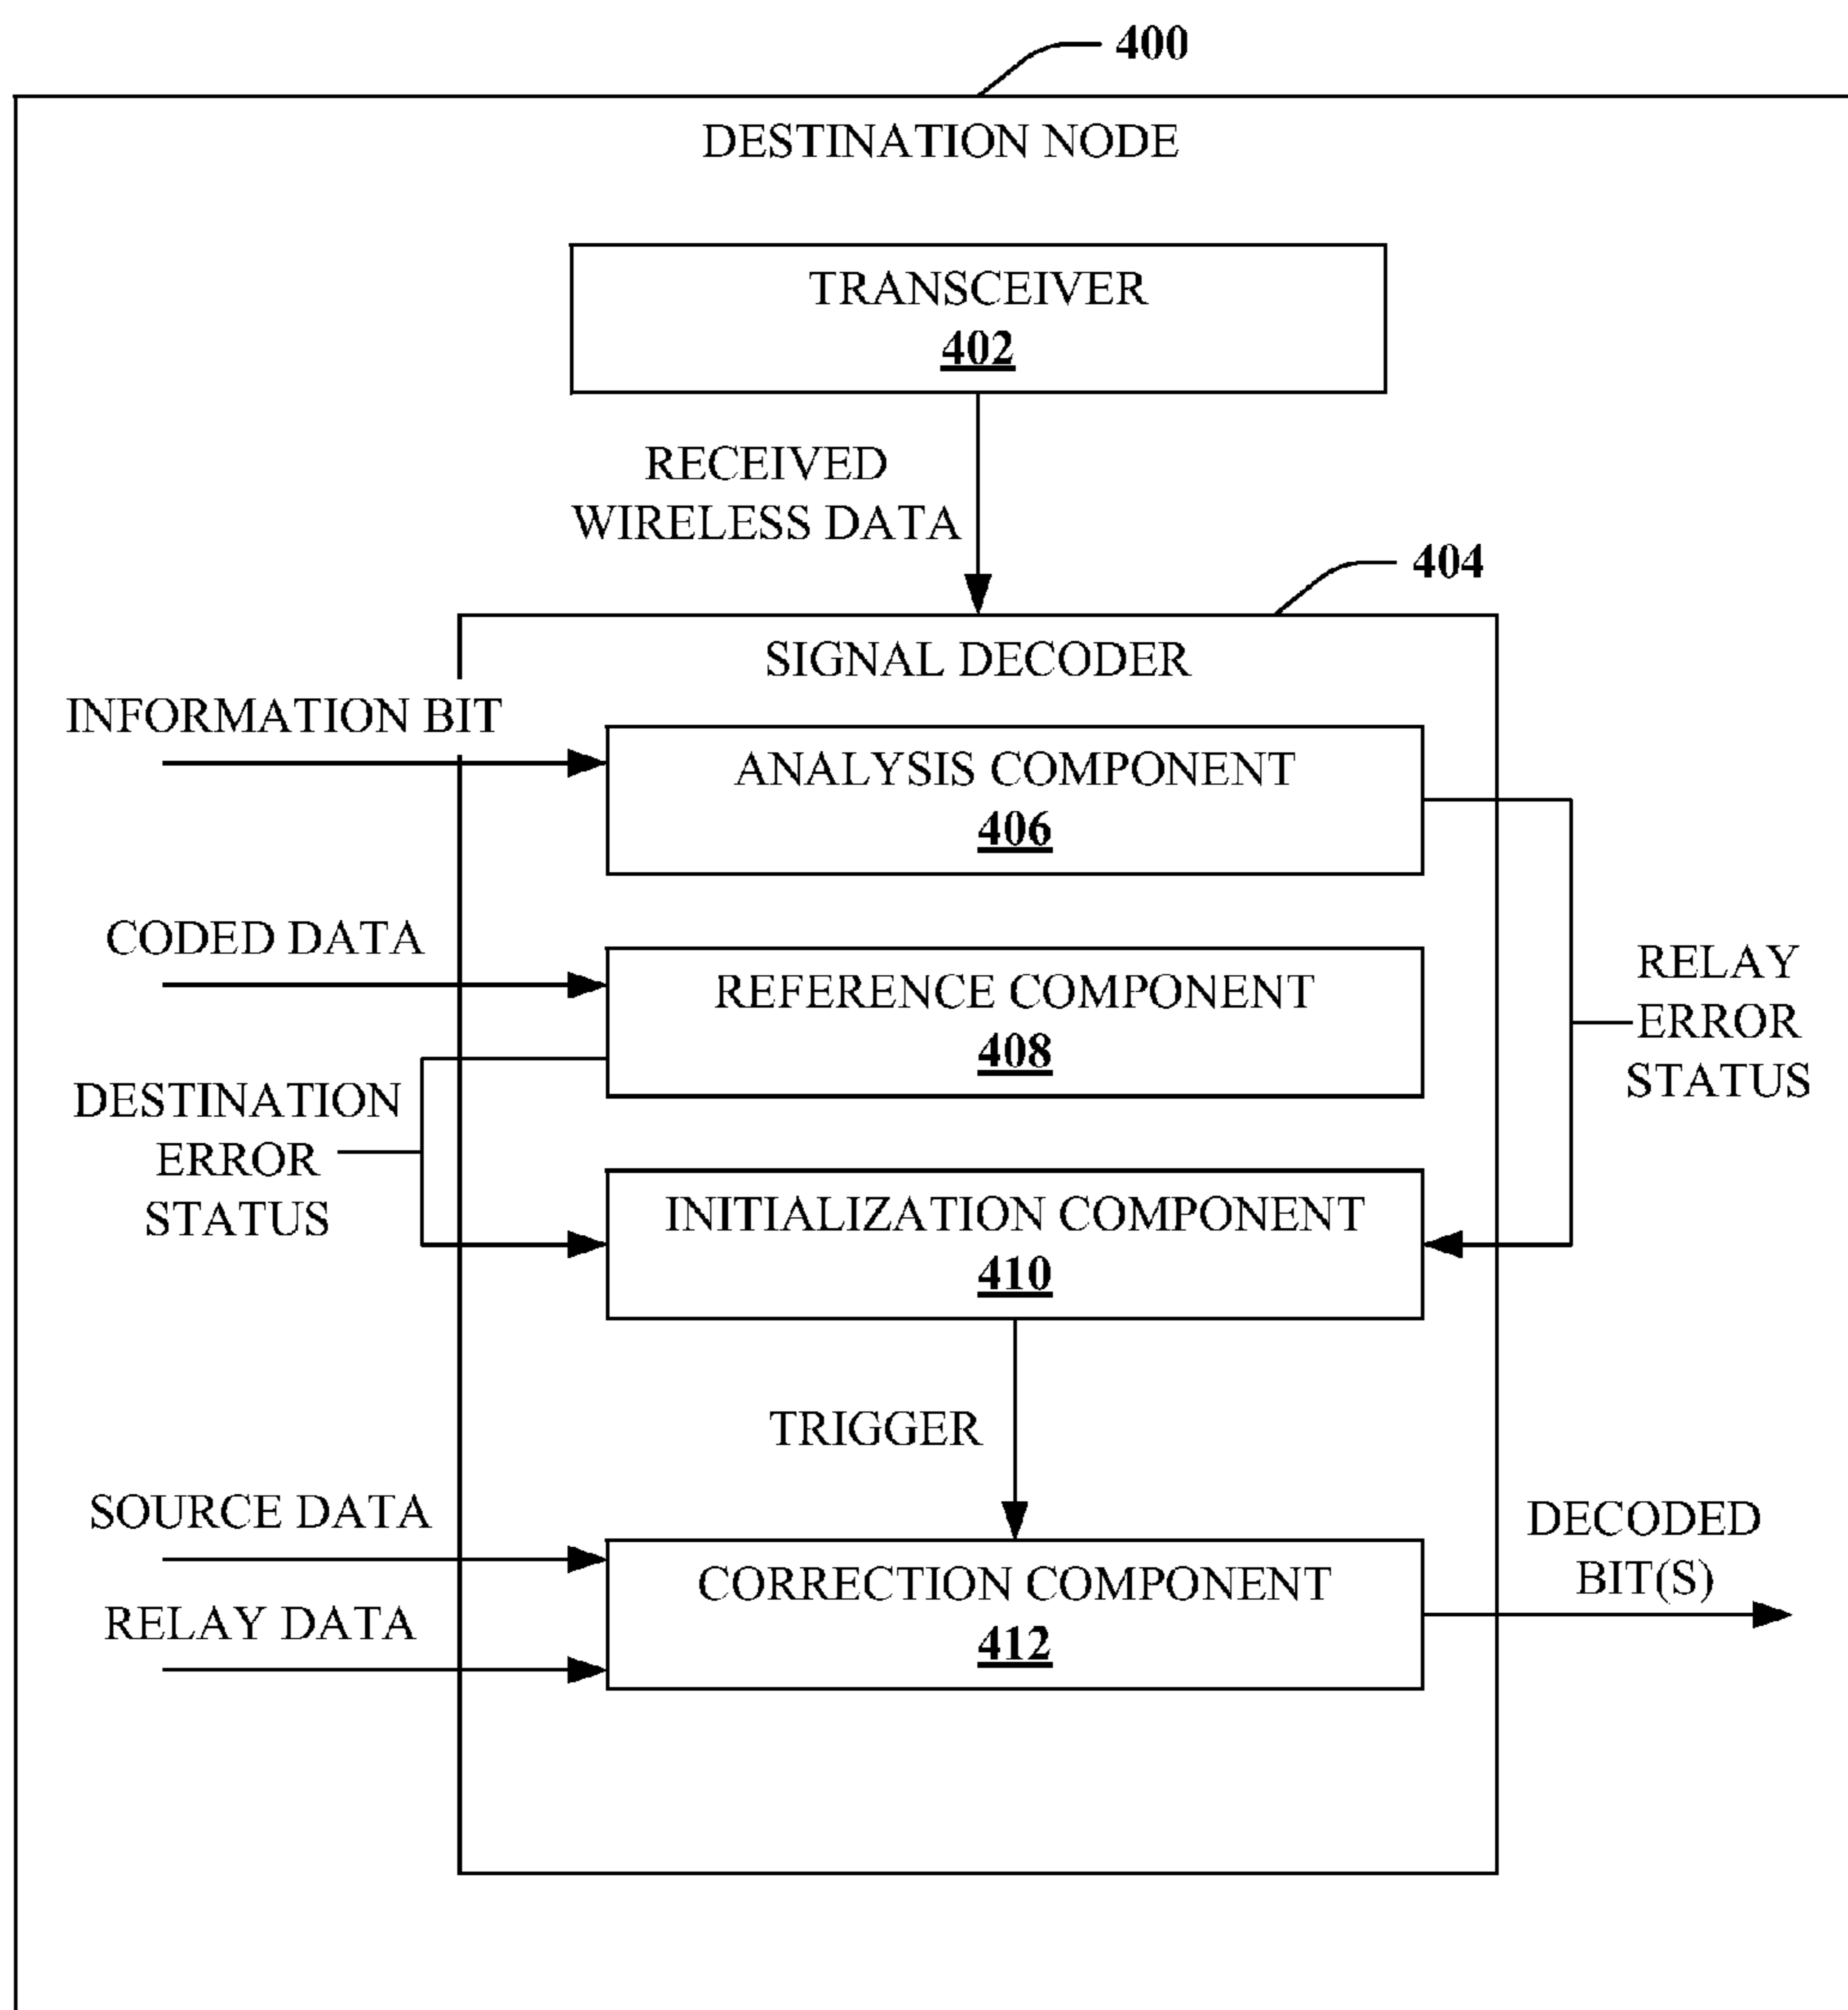 400
DESTINATION NODE
TRANSCEIVER
402
RECEIVED
WIRELESS DATA
404
SIGNAL DECODER
INFORMATION BIT
ANALYSIS COMPONENT
406
CODED DATA
REFERENCE COMPONENT
408
RELAY
ERROR
STATUS
DESTINATION
ERROR
STATUS
INITIALIZATION COMPONENT
410
TRIGGER
SOURCE DATA
RELAY DATA
CORRECTION COMPONENT
412
DECODED
BIT(S)